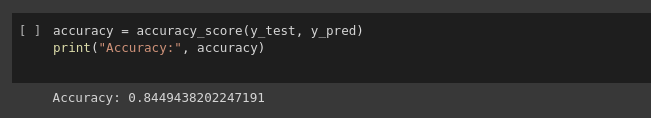 [ ] accuracy = accuracy_score(y_test, y_pred)
print("Accuracy:", accuracy)
Accuracy: 0.8449438202247191